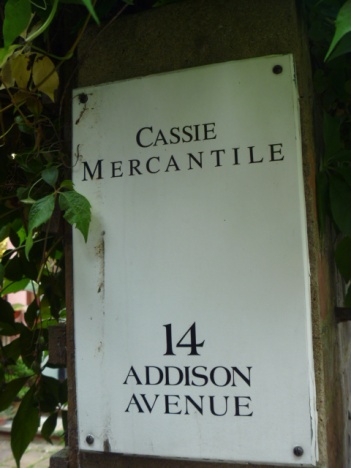 CASSIE
MERCANTILE
14
ADDISON
AVENUE